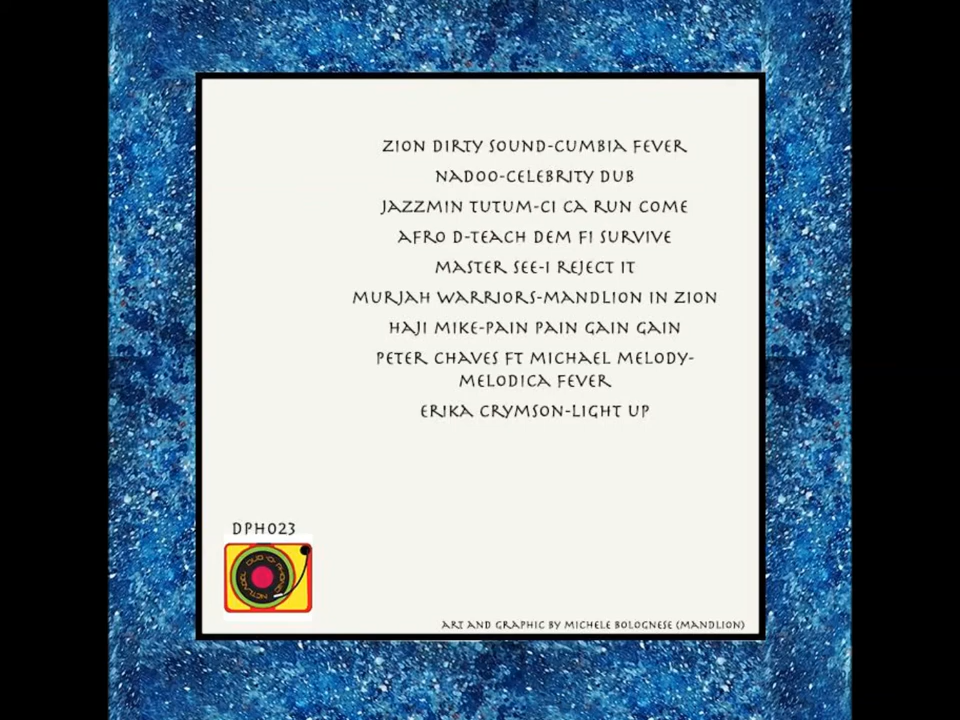 ZION DIRTY SOUND-CUMBIA FEVER
NADOO-CELEBRITY DUB
JAZZMIN TUTUM-CI CA RUN COME
AFRO D-TEACH DEM FI SURVIVE
MASTER SEE-I REJECT IT
MURJAH WARRIORS-MANDLION IN ZION
HAJI MIKE-PAIN PAIN GAIN GAIN
PETER CHAVES FT MICHAEL MELODY-
MELODICA FEVER
ERIKA CRYMSON-LIGHT UP
DPH023
NETLABEL
ART AND GRAPHIC BY MICHELE BOLOGNESE (MANDLION)